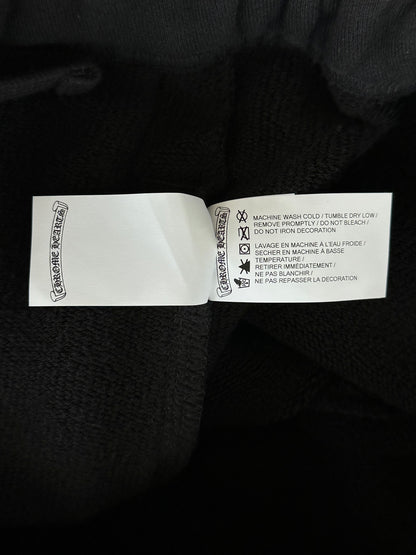 CHROME HEARTS
CHROME HEARTS
MACHINE WASH COLD / TUMBLE DRY LOW /
REMOVE PROMPTLY / DO NOT BLEACH /
DO NOT IRON DECORATION
LAVAGE EN MACHINE À L'EAU FROIDE /
SECHER EN MACHINE À BASSE
TEMPERATURE /
RETIRER IMMÉDIATEMENT /
NE PAS BLANCHIR /
NE PAS REPASSER LA DECORATION